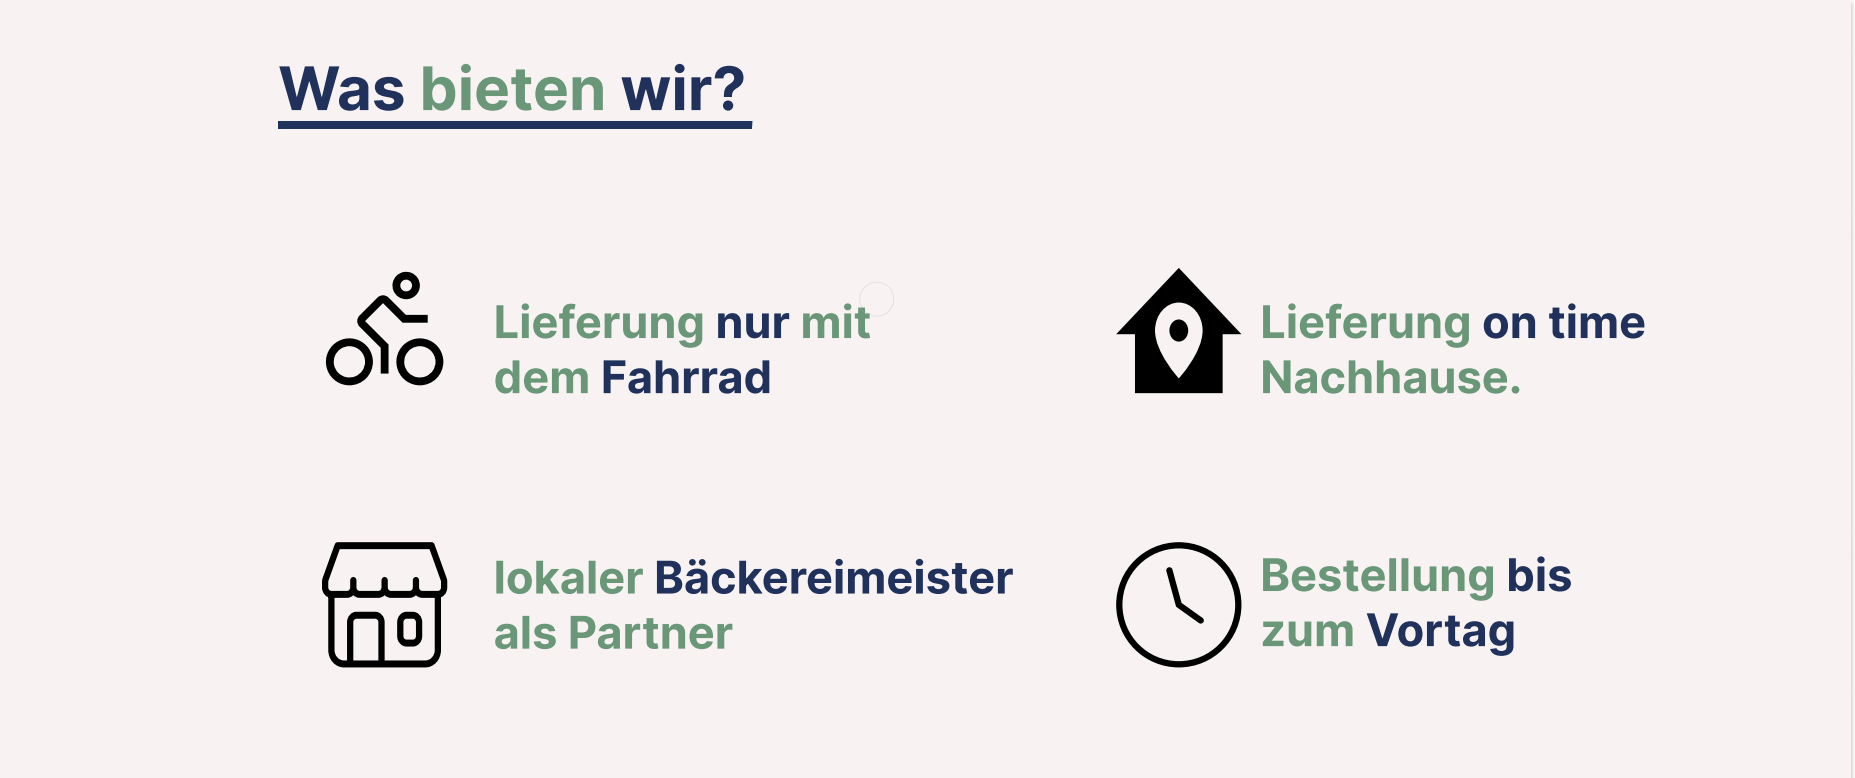 Was bieten wir?
Lieferung nur mit
dem Fahrrad
Lieferung on time
Nachhause.
lokaler Bäckereimeister
als Partner
Bestellung bis
zum Vortag